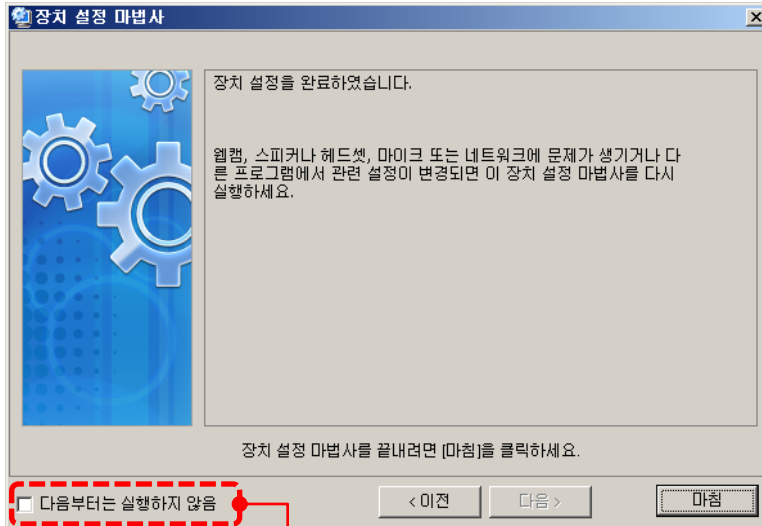 장치 설정 마법사
장치 설정을 완료하였습니다.
웹캠, 스피커나 헤드셋, 마이크 또는 네트워크에 문제가 생기거나 다
른 프로그램에서 관련 설정이 변경되면 이 장치 설정 마법사를 다시
실행하세요.
장치 설정 마법사를 끝내려면 [마침]을 클릭하세요.
다음부터는 실행하지 않음
< 이전
다음 >
마침